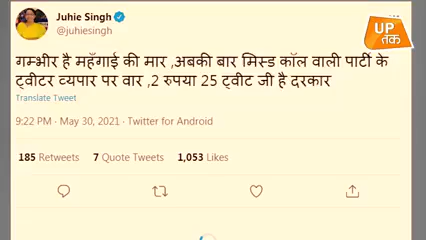 Juhie Singh
@juhiesingh
UP
तक
गम्भीर है महँगाई की मार ,अबकी बार मिस्ड कॉल वाली पार्टी के
ट्वीटर व्यपार पर वार ,2 रुपया 25 ट्वीट जी है दरकार
Translate Tweet
9:22 PM · May 30, 2021 · Twitter for Android
185 Retweets 7 Quote Tweets 1,053 Likes